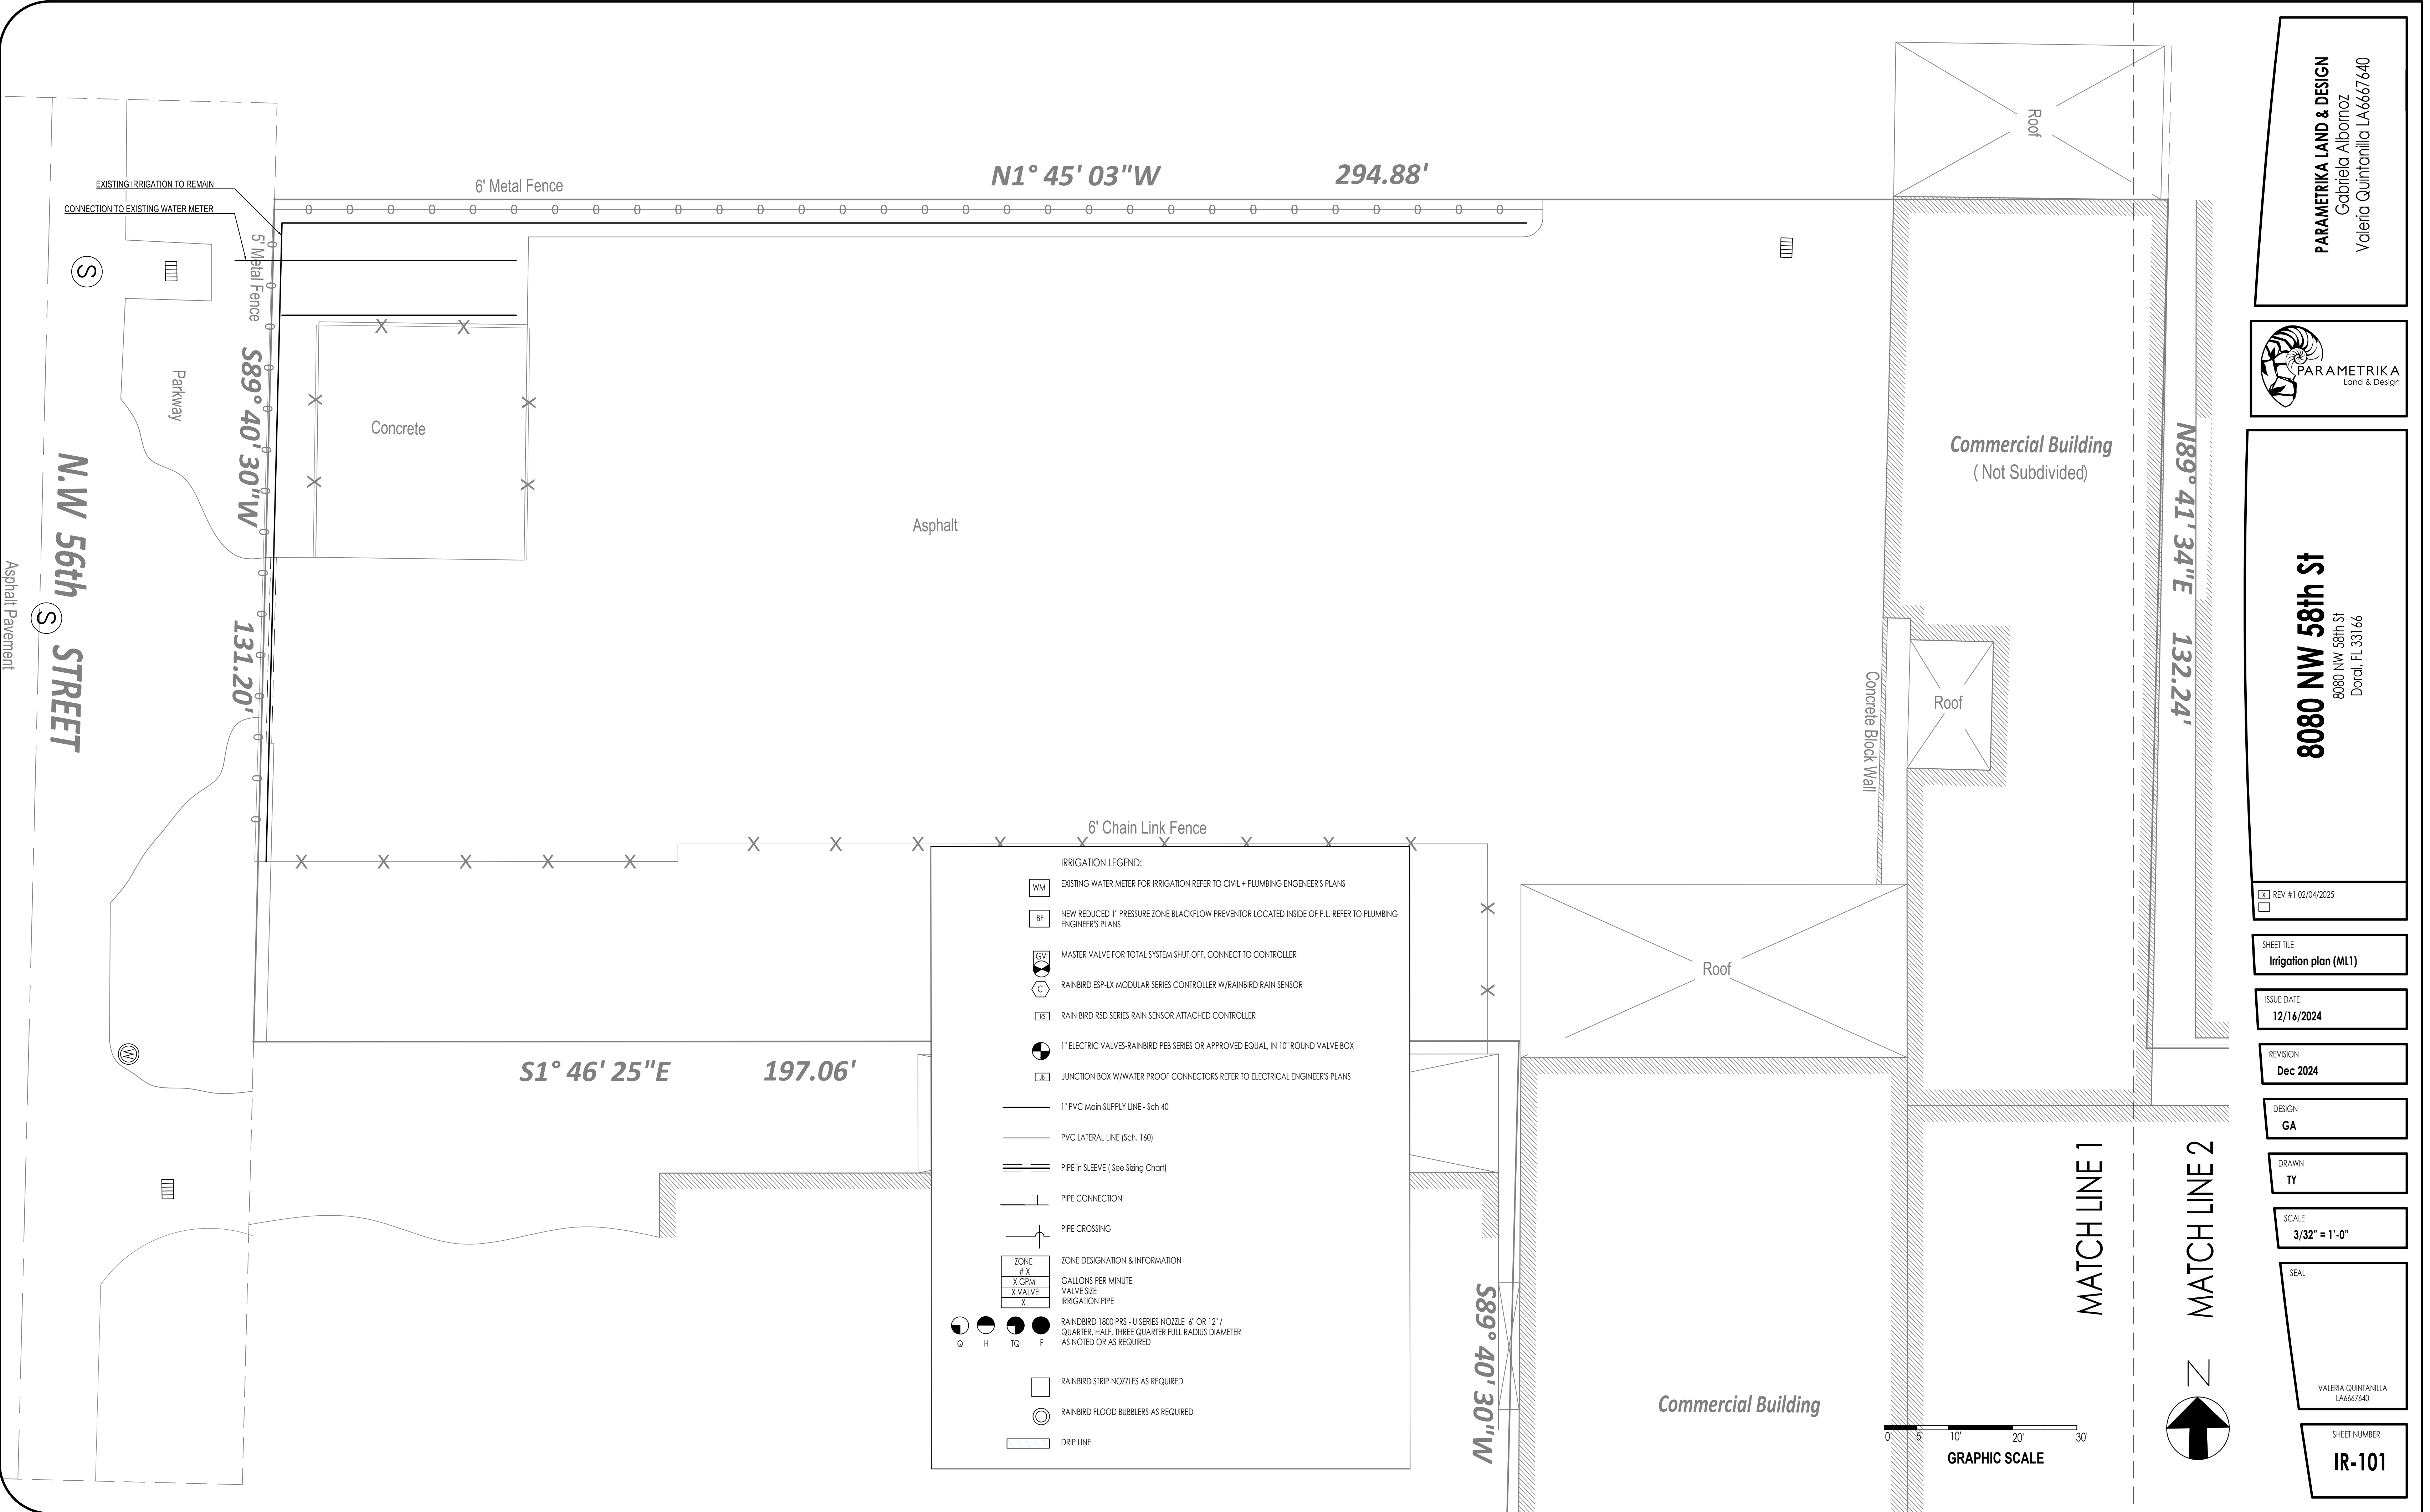 EXISTING IRRIGATION TO REMAIN
CONNECTION TO EXISTING WATER METER
6' Metal Fence
N1° 45' 03"W
294.88'
Roof
5' Metal Fence
S
Parkway
S89° 40' 30"W
131.20'
Concrete
N.W 56th STREET
S
Asphalt Pavement
Asphalt
Commercial Building
( Not Subdivided)
N89° 41' 34"E
132.24'
Concrete Block Wall
Roof
6' Chain Link Fence
W
S1° 46' 25"E
197.06'
Roof
S89° 40' 30"W
Commercial Building
MATCH LINE 1
MATCH LINE 2
N
0'
5'
10'
20'
30'
GRAPHIC SCALE
IRRIGATION LEGEND:
WM
EXISTING WATER METER FOR IRRIGATION REFER TO CIVIL + PLUMBING ENGENEER'S PLANS
BF
NEW REDUCED 1" PRESSURE ZONE BLACKFLOW PREVENTOR LOCATED INSIDE OF P.L. REFER TO PLUMBING
ENGINEER'S PLANS
GV
MASTER VALVE FOR TOTAL SYSTEM SHUT OFF. CONNECT TO CONTROLLER
C
RAINBIRD ESP-LX MODULAR SERIES CONTROLLER W/RAINBIRD RAIN SENSOR
RS
RAIN BIRD RSD SERIES RAIN SENSOR ATTACHED CONTROLLER
1" ELECTRIC VALVES-RAINBIRD PEB SERIES OR APPROVED EQUAL, IN 10" ROUND VALVE BOX
JB
JUNCTION BOX W/WATER PROOF CONNECTORS REFER TO ELECTRICAL ENGINEER'S PLANS
1" PVC Main SUPPLY LINE - Sch 40
PVC LATERAL LINE (Sch. 160)
PIPE in SLEEVE ( See Sizing Chart)
PIPE CONNECTION
PIPE CROSSING
ZONE
# X
ZONE DESIGNATION & INFORMATION
X GPM
GALLONS PER MINUTE
X VALVE
VALVE SIZE
X
IRRIGATION PIPE
Q
H
TQ
F
RAINDBIRD 1800 PRS - U SERIES NOZZLE 6" OR 12" /
QUARTER, HALF, THREE QUARTER FULL RADIUS DIAMETER
AS NOTED OR AS REQUIRED
RAINBIRD STRIP NOZZLES AS REQUIRED
RAINBIRD FLOOD BUBBLERS AS REQUIRED
DRIP LINE
PARAMETRIKA LAND & DESIGN
Gabriela Albornoz
Valeria Quintanilla LA6667640
PARAMETRIKA
Land & Design
8080 NW 58th St
8080 NW 58th St
Doral, FL 33166
X REV #1 02/04/2025
SHEET TILE
Irrigation plan (ML1)
ISSUE DATE
12/16/2024
REVISION
Dec 2024
DESIGN
GA
DRAWN
TY
SCALE
3/32" = 1'-0"
SEAL
VALERIA QUINTANILLA
LA6667640
SHEET NUMBER
IR-101